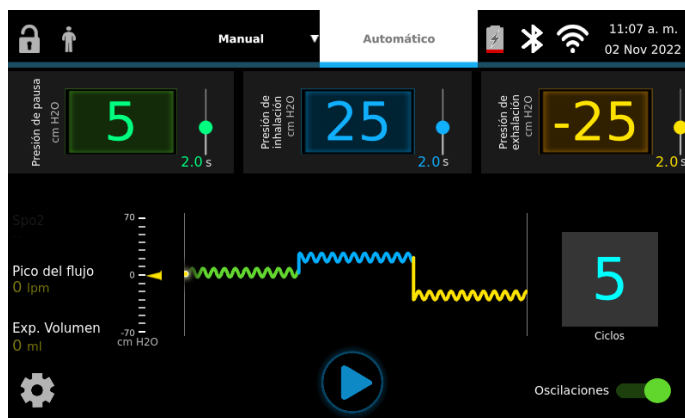 Manual
Automático
11:07 a. m.
02 Nov 2022
Presión de pausa
cm H2O
5
2.0 s
Presión de
inhalación
cm H2O
25
2.0 s
Presión de
exhalación
cm H2O
-25
2.0 s
Spo2
--
70
0
-70
cm H2O
Pico del flujo
0 lpm
Exp. Volumen
0 ml
5
Ciclos
Oscilaciones